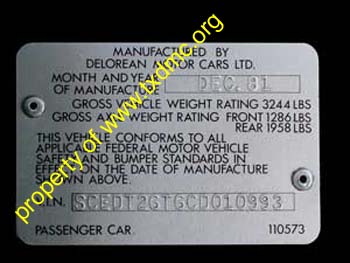 MANUFACTURED BY
DELOREAN MOTOR CARS LTD.
MONTH AND YEAR
OF MANUFACTURE DEC. 81
GROSS VEHICLE WEIGHT RATING 3244 LBS
GROSS AXLE WEIGHT RATING FRONT 1286 LBS
REAR 1958 LBS
THIS VEHICLE CONFORMS TO ALL
APPLICABLE FEDERAL MOTOR VEHICLE
SAFETY AND BUMPER STANDARDS IN
EFFECT ON THE DATE OF MANUFACTURE
SHOWN ABOVE.
V.I.N. SCEDT26T6CD010993
PASSENGER CAR. 110573
property of www.txdmc.org